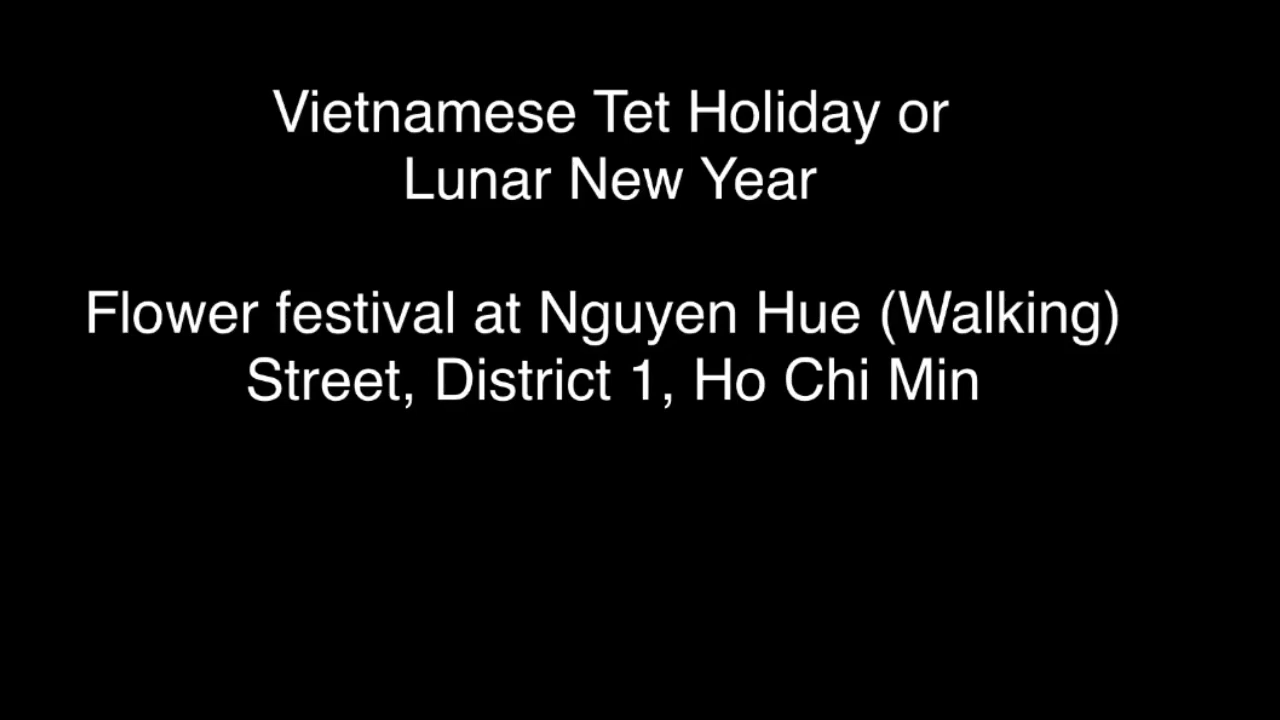 Vietnamese Tet Holiday or
Lunar New Year
Flower festival at Nguyen Hue (Walking)
Street, District 1, Ho Chi Min